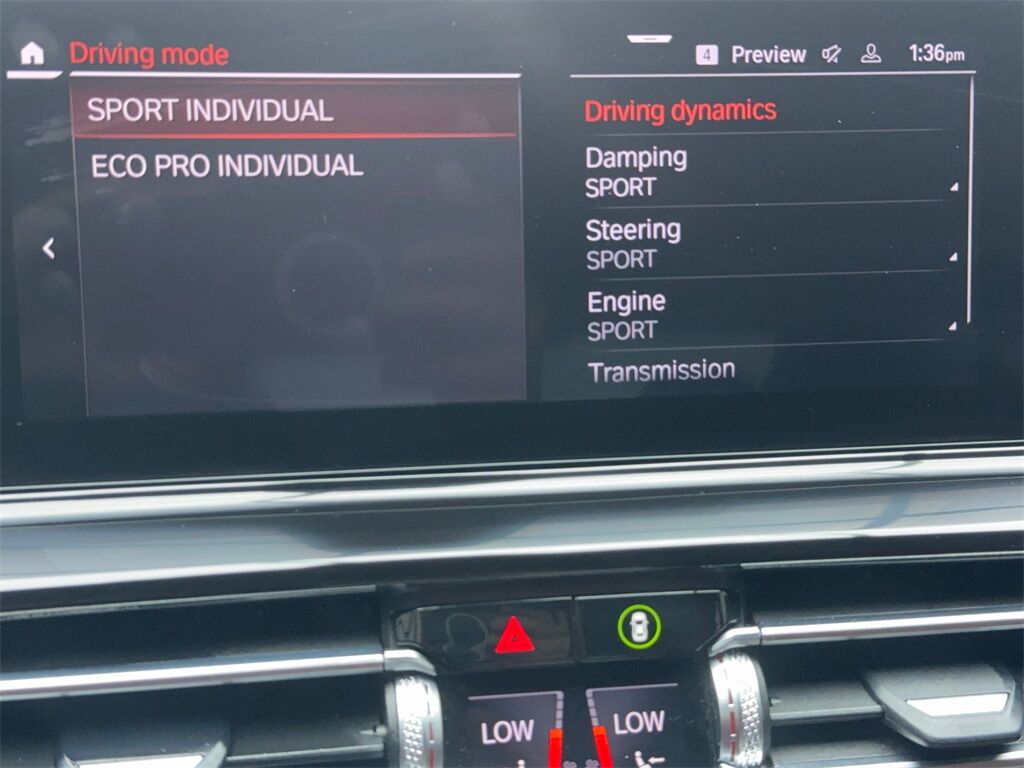 Driving mode
4 Preview 1:36pm
SPORT INDIVIDUAL
ECO PRO INDIVIDUAL
Driving dynamics
Damping
SPORT
Steering
SPORT
Engine
SPORT
Transmission
LOW LOW